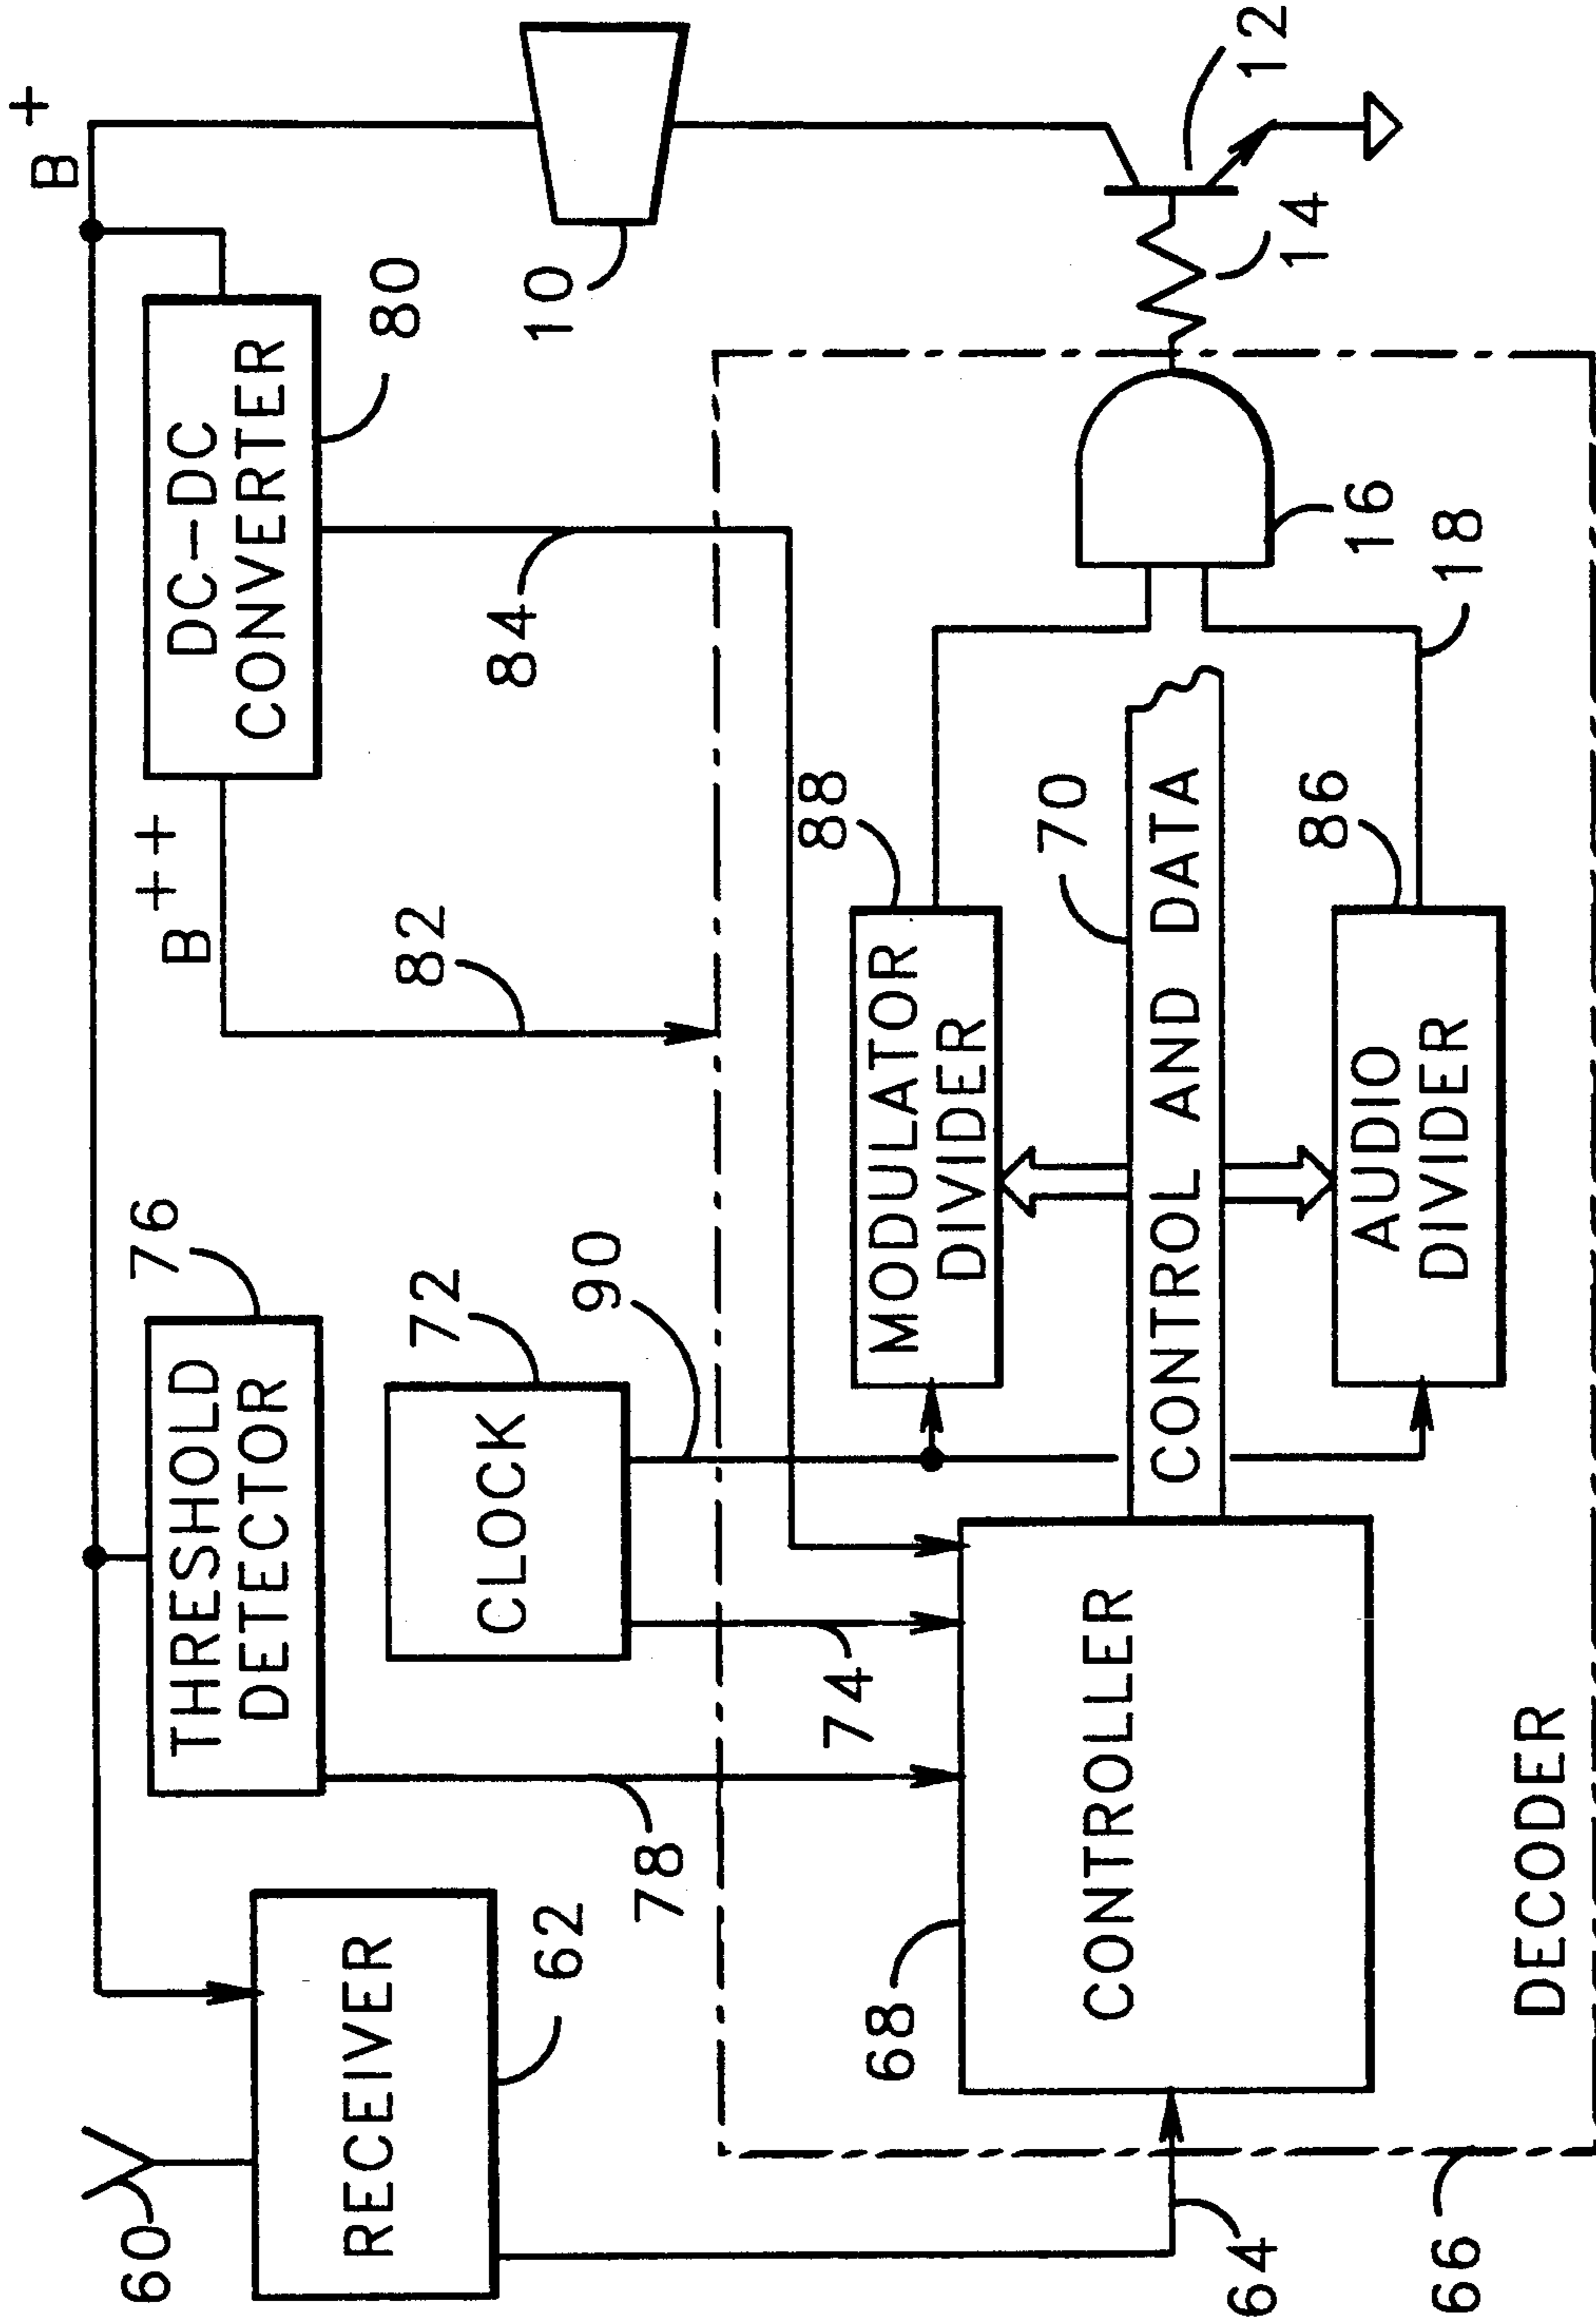 60
RECEIVER
62
64
THRESHOLD
DETECTOR
76
78
CLOCK
72
74
90
B++
82
DC-DC
CONVERTER
80
84
B+
10
66
DECODER
68
CONTROLLER
MODULATOR
DIVIDER
88
CONTROL AND DATA
70
AUDIO
DIVIDER
86
16
18
14
12